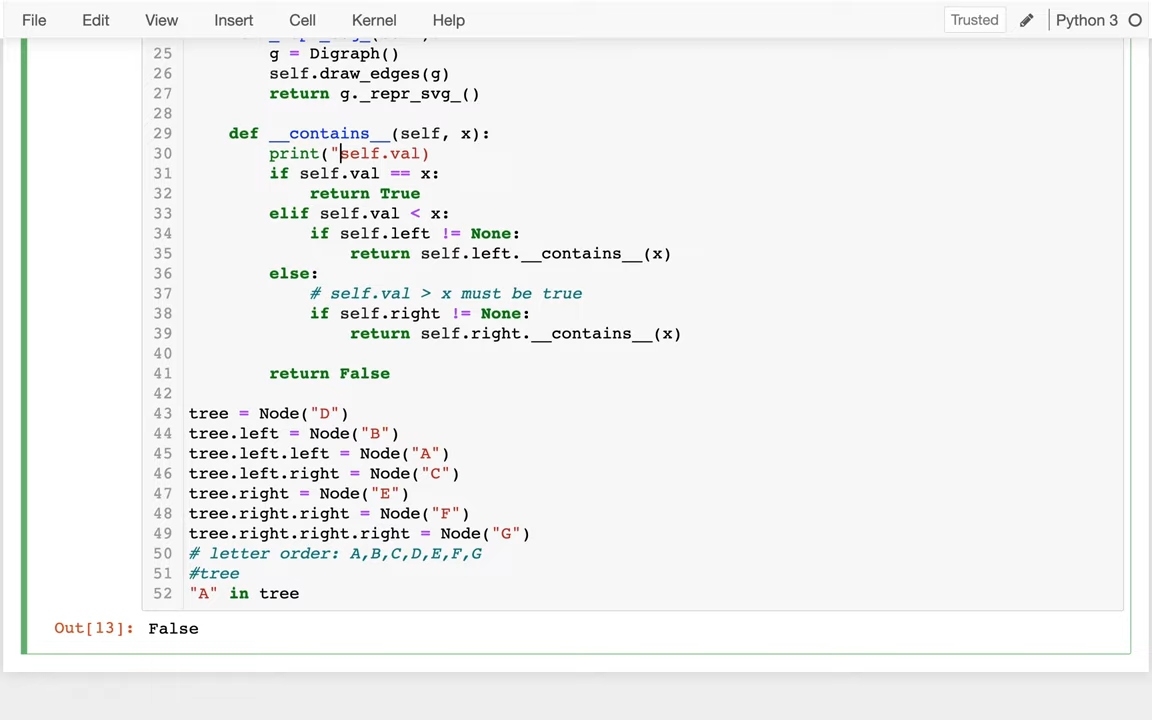 File Edit View Insert Cell Kernel Help Trusted Python 3
25 g = Digraph()
26 self.draw_edges(g)
27 return g._repr_svg_()
28
29 def __contains__(self, x):
30 print("self.val)
31 if self.val == x:
32 return True
33 elif self.val < x:
34 if self.left != None:
35 return self.left.__contains__(x)
36 else:
37 # self.val > x must be true
38 if self.right != None:
39 return self.right.__contains__(x)
40
41 return False
42
43 tree = Node("D")
44 tree.left = Node("B")
45 tree.left.left = Node("A")
46 tree.left.right = Node("C")
47 tree.right = Node("E")
48 tree.right.right = Node("F")
49 tree.right.right.right = Node("G")
50 # letter order: A,B,C,D,E,F,G
51 #tree
52 "A" in tree
Out[13]: False